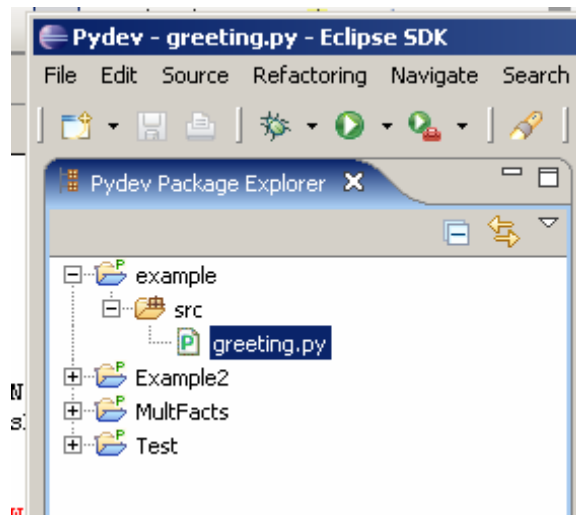 Pydev - greeting.py - Eclipse SDK
File Edit Source Refactoring Navigate Search
Pydev Package Explorer
example
src
greeting.py
Example2
MultFacts
Test